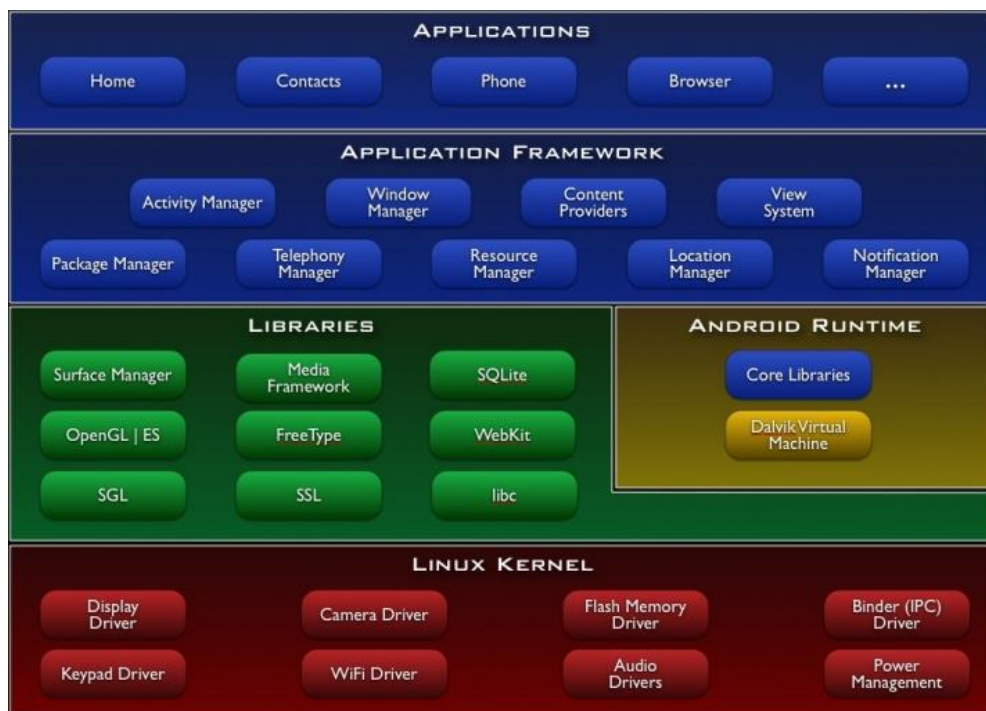 APPLICATIONS
Home
Contacts
Phone
Browser
...
APPLICATION FRAMEWORK
Activity Manager
Window
Manager
Content
Providers
View
System
Package Manager
Telephony
Manager
Resource
Manager
Location
Manager
Notification
Manager
LIBRARIES
Surface Manager
Media
Framework
SQLite
OpenGL | ES
FreeType
WebKit
SGL
SSL
libc
ANDROID RUNTIME
Core Libraries
Dalvik Virtual
Machine
LINUX KERNEL
Display
Driver
Camera Driver
Flash Memory
Driver
Binder (IPC)
Driver
Keypad Driver
WiFi Driver
Audio
Drivers
Power
Management